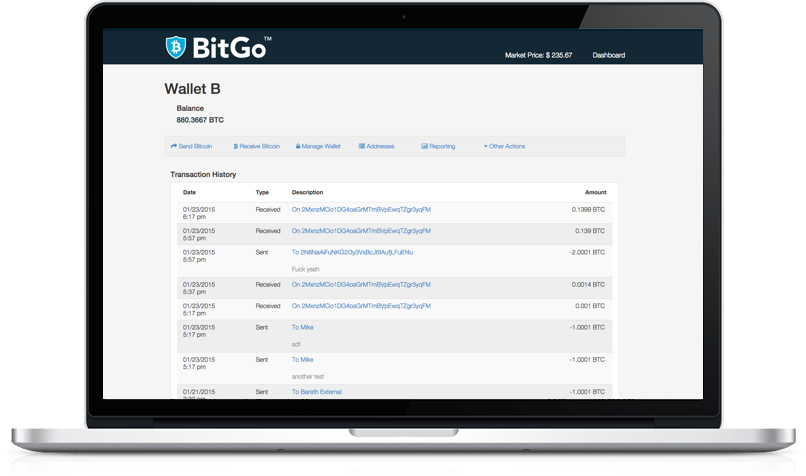 BitGo™
Market Price: $ 235.67 Dashboard
Wallet B
Balance
880.3667 BTC
Send Bitcoin Receive Bitcoin Manage Wallet Addresses Reporting Other Actions
Transaction History
Date Type Description Amount
01/23/2015 Received On 2MxnzMCio1DG4oaGrMTmBVpEwqTZgr3yqFM 0.1399 BTC
6:17 pm
01/23/2015 Received On 2MxnzMCio1DG4oaGrMTmBVpEwqTZgr3yqFM 0.139 BTC
5:57 pm
01/23/2015 Sent To -2.0001 BTC
5:57 pm
Fuck yeah
01/23/2015 Received On 2MxnzMCio1DG4oaGrMTmBVpEwqTZgr3yqFM 0.0014 BTC
5:37 pm
01/23/2015 Received On 2MxnzMCio1DG4oaGrMTmBVpEwqTZgr3yqFM 0.001 BTC
5:17 pm
01/23/2015 Sent To Mike -1.0001 BTC
5:17 pm
sdf
01/23/2015 Sent To Mike -1.0001 BTC
5:17 pm
another test
01/21/2015 Sent To Barath External -1.0001 BTC